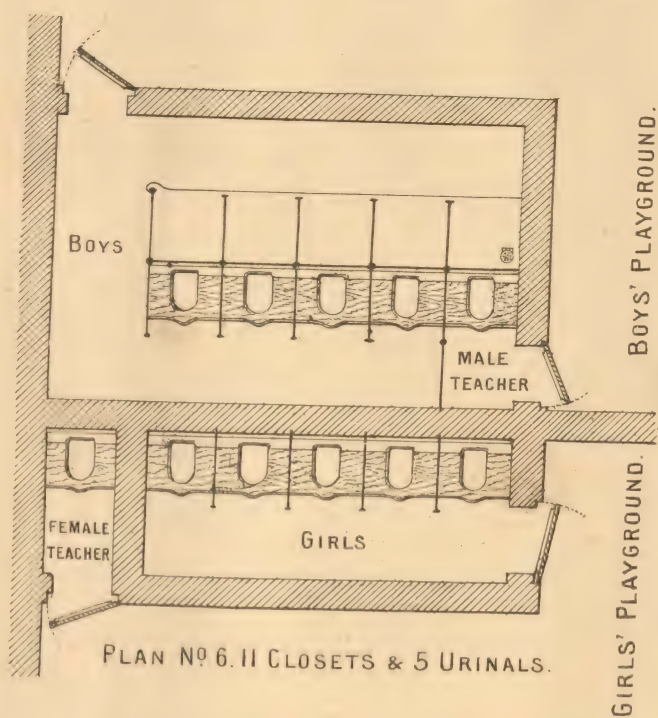 BOYS
MALE
TEACHER
BOYS' PLAYGROUND.
FEMALE
TEACHER
GIRLS
GIRLS' PLAYGROUND.
PLAN Nº 6. 11 CLOSETS & 5 URINALS.